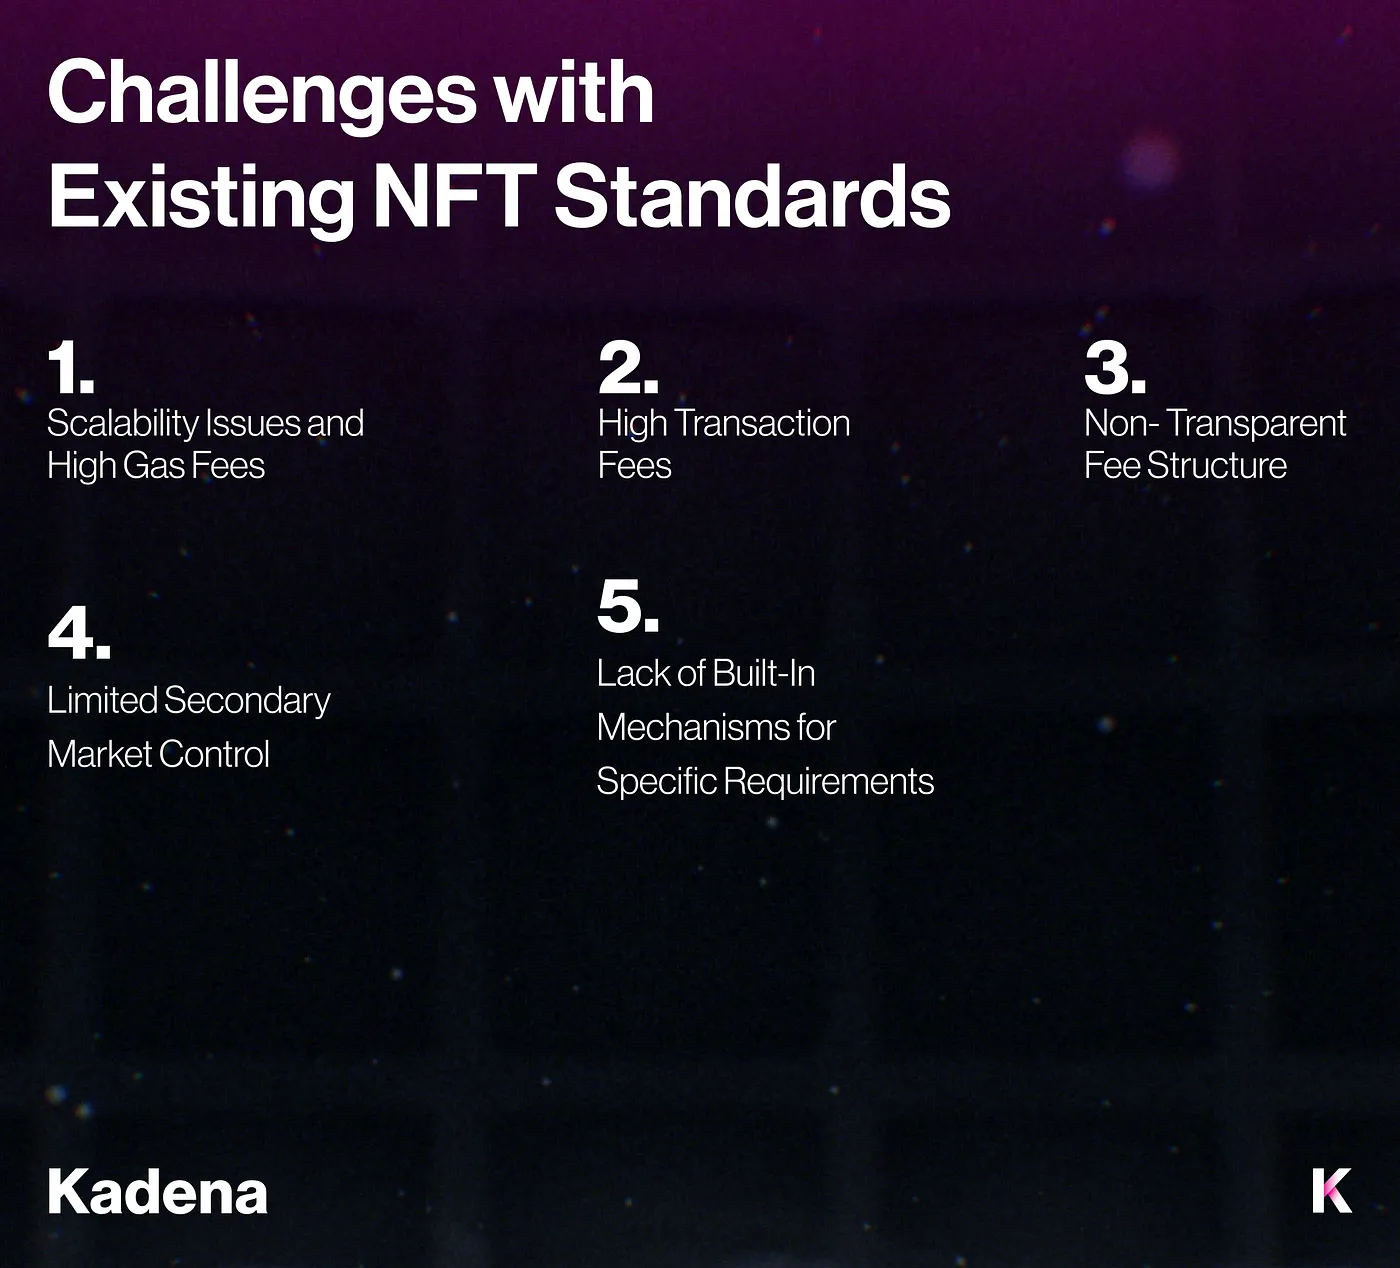 Challenges with
Existing NFT Standards
1.
Scalability Issues and
High Gas Fees
2.
High Transaction
Fees
3.
Non- Transparent
Fee Structure
4.
Limited Secondary
Market Control
5.
Lack of Built-In
Mechanisms for
Specific Requirements
Kadena
K